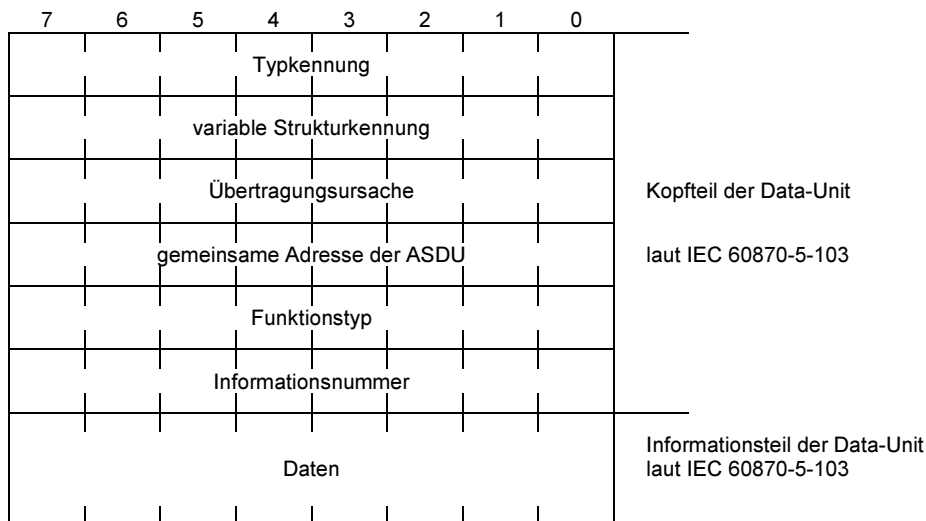 7 6 5 4 3 2 1 0
Typkennung
variable Strukturkennung
Übertragungsursache
Kopfteil der Data-Unit
gemeinsame Adresse der ASDU
laut IEC 60870-5-103
Funktionstyp
Informationsnummer
Daten
Informationsteil der Data-Unit
laut IEC 60870-5-103